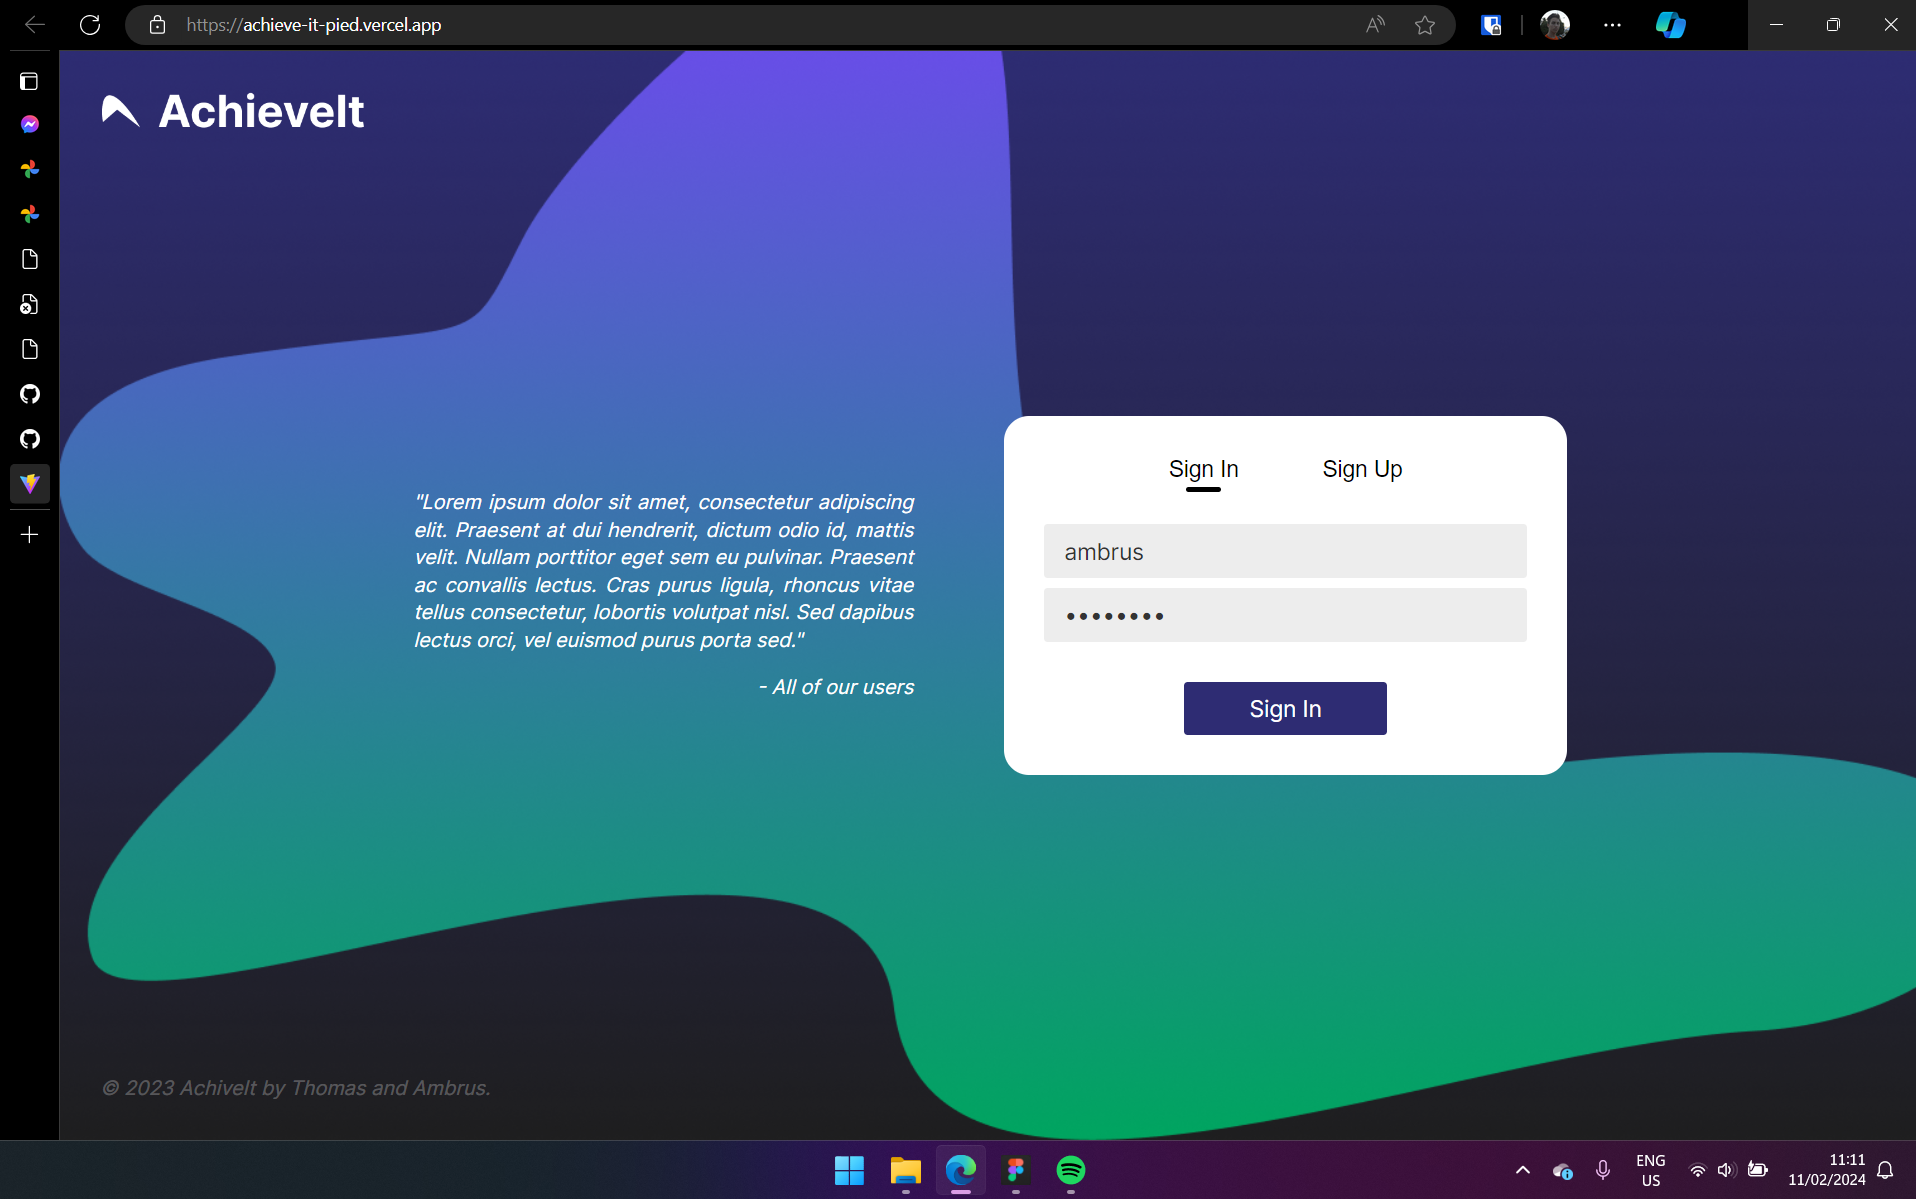 https://achieve-it-pied.vercel.app
AchieveIt
"Lorem ipsum dolor sit amet, consectetur adipiscing
elit. Praesent at dui hendrerit, dictum odio id, mattis
velit. Nullam porttitor eget sem eu pulvinar. Praesent
ac convallis lectus. Cras purus ligula, rhoncus vitae
tellus consectetur, lobortis volutpat nisl. Sed dapibus
lectus orci, vel euismod purus porta sed."
- All of our users
Sign In Sign Up
ambrus
••••••••
Sign In
© 2023 AchiveIt by Thomas and Ambrus.
ENG
US
11:11
11/02/2024